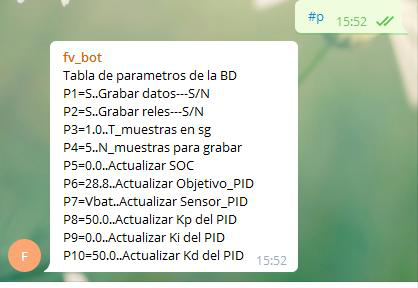 #p 15:52
fv_bot
Tabla de parametros de la BD
P1=S..Grabar datos---S/N
P2=S..Grabar reles---S/N
P3=1.0..T_muestras en sg
P4=5..N_muestras para grabar
P5=0.0..Actualizar SOC
P6=28.8..Actualizar Objetivo_PID
P7=Vbat..Actualizar Sensor_PID
P8=50.0..Actualizar Kp del PID
P9=0.0..Actualizar Ki del PID
P10=50.0..Actualizar Kd del PID 15:52
F